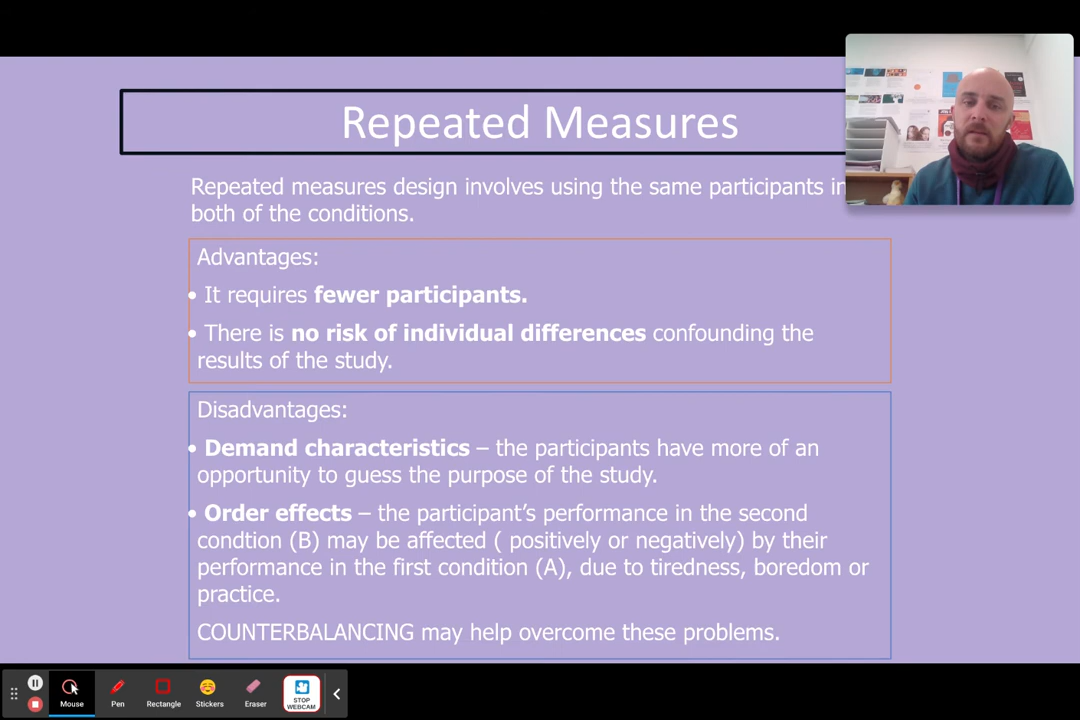 Repeated Measures
Repeated measures design involves using the same participants in
both of the conditions.
Advantages:
• It requires fewer participants.
• There is no risk of individual differences confounding the
results of the study.
Disadvantages:
• Demand characteristics – the participants have more of an
opportunity to guess the purpose of the study.
• Order effects – the participant’s performance in the second
condtion (B) may be affected ( positively or negatively) by their
performance in the first condition (A), due to tiredness, boredom or
practice.
COUNTERBALANCING may help overcome these problems.
Mouse
Pen
Rectangle
Stickers
Eraser
STOP
WEBCAM